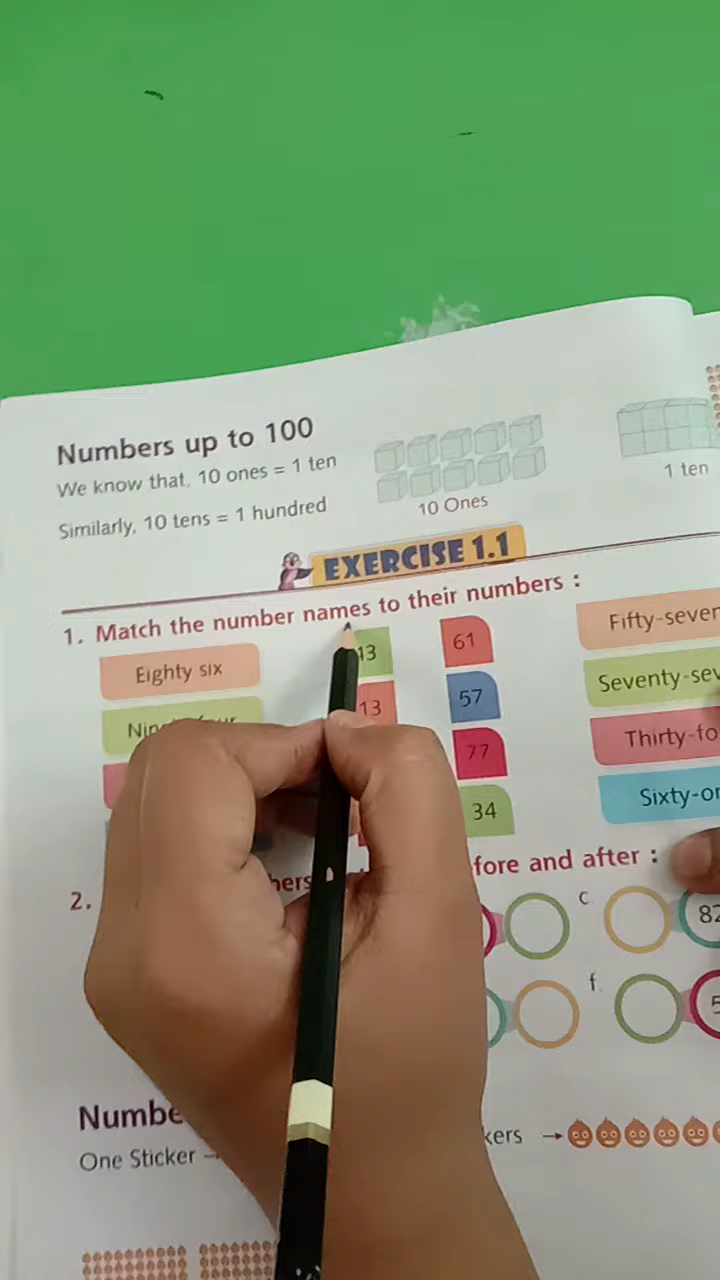 Numbers up to 100
We know that, 10 ones = 1 ten
Similarly, 10 tens = 1 hundred
10 Ones
1 ten
EXERCISE 1.1
1. Match the number names to their numbers :
Eighty six
13
61
57
13
77
34
Fifty-seven
Seventy-sev
Thirty-fo
Sixty-on
2.
fore and after :
c.
82
f.
5
Numbe
One Sticker →
kers →